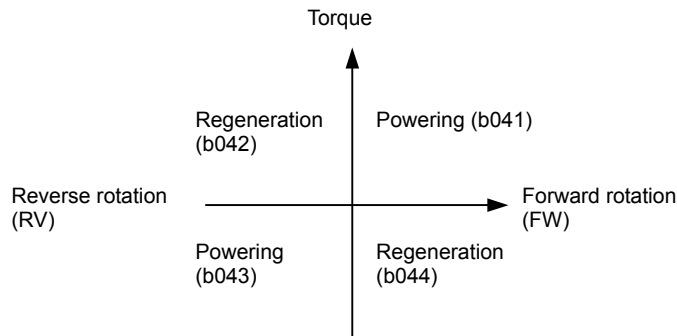 Torque
Regeneration
(b042)
Powering (b041)
Reverse rotation
(RV)
Forward rotation
(FW)
Powering
(b043)
Regeneration
(b044)